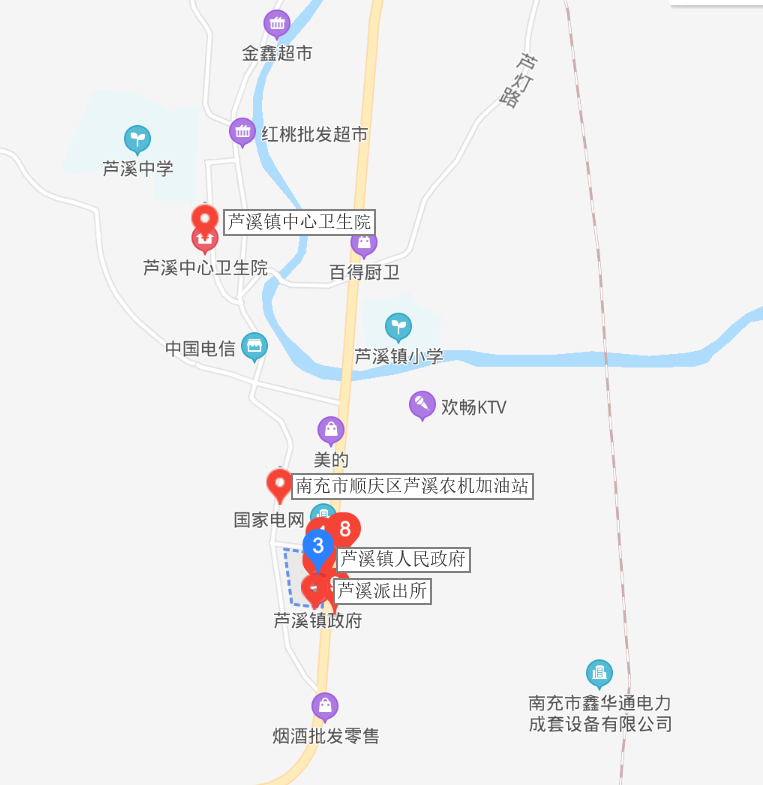 金鑫超市
芦灯路
红桃批发超市
芦溪中学
芦溪镇中心卫生院
芦溪中心卫生院
百得厨卫
中国电信
芦溪镇小学
欢畅KTV
美的
南充市顺庆区芦溪农机加油站
国家电网
8
3
芦溪镇人民政府
芦溪派出所
芦溪镇政府
南充市鑫华通电力
成套设备有限公司
烟酒批发零售